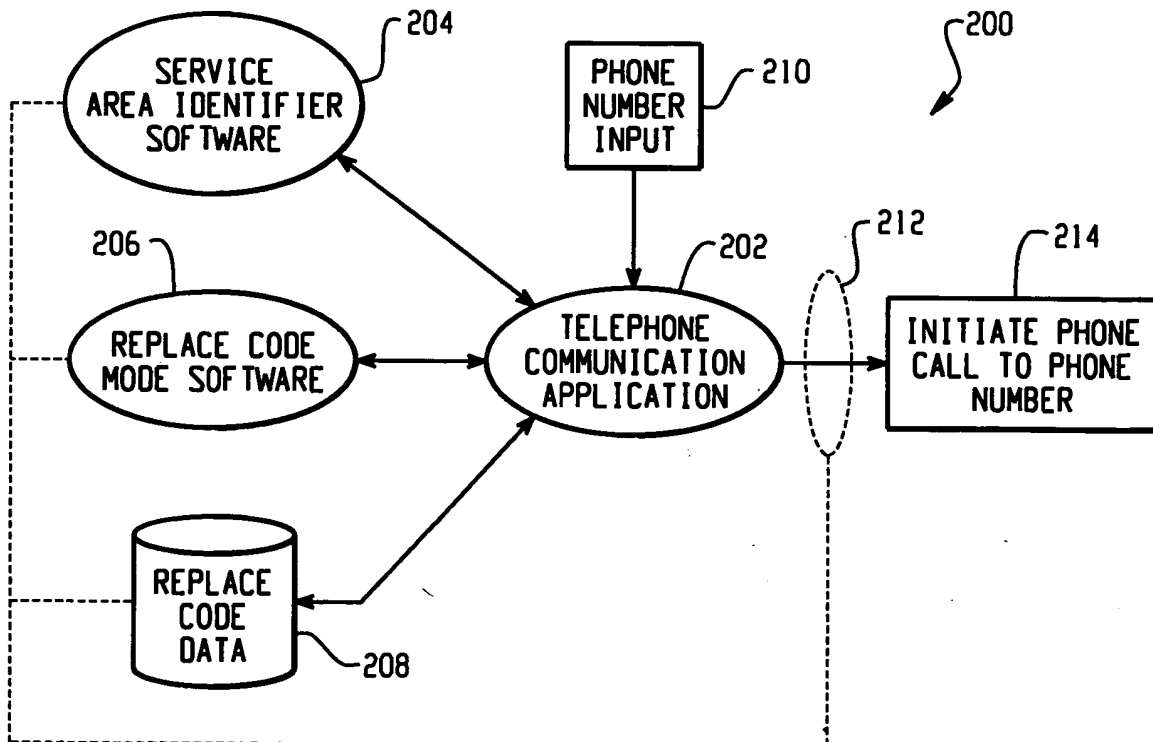 204
SERVICE
AREA IDENTIFIER
SOFTWARE
PHONE
NUMBER
INPUT
210
200
206
REPLACE CODE
MODE SOFTWARE
202
TELEPHONE
COMMUNICATION
APPLICATION
212
214
INITIATE PHONE
CALL TO PHONE
NUMBER
REPLACE
CODE
DATA
208